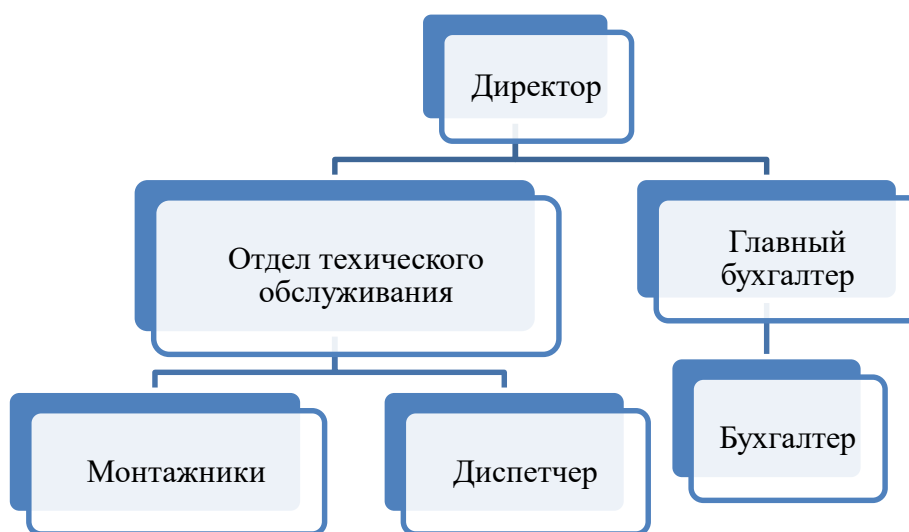 Директор
Отдел техического
обслуживания
Главный
бухгалтер
Монтажники
Диспетчер
Бухгалтер